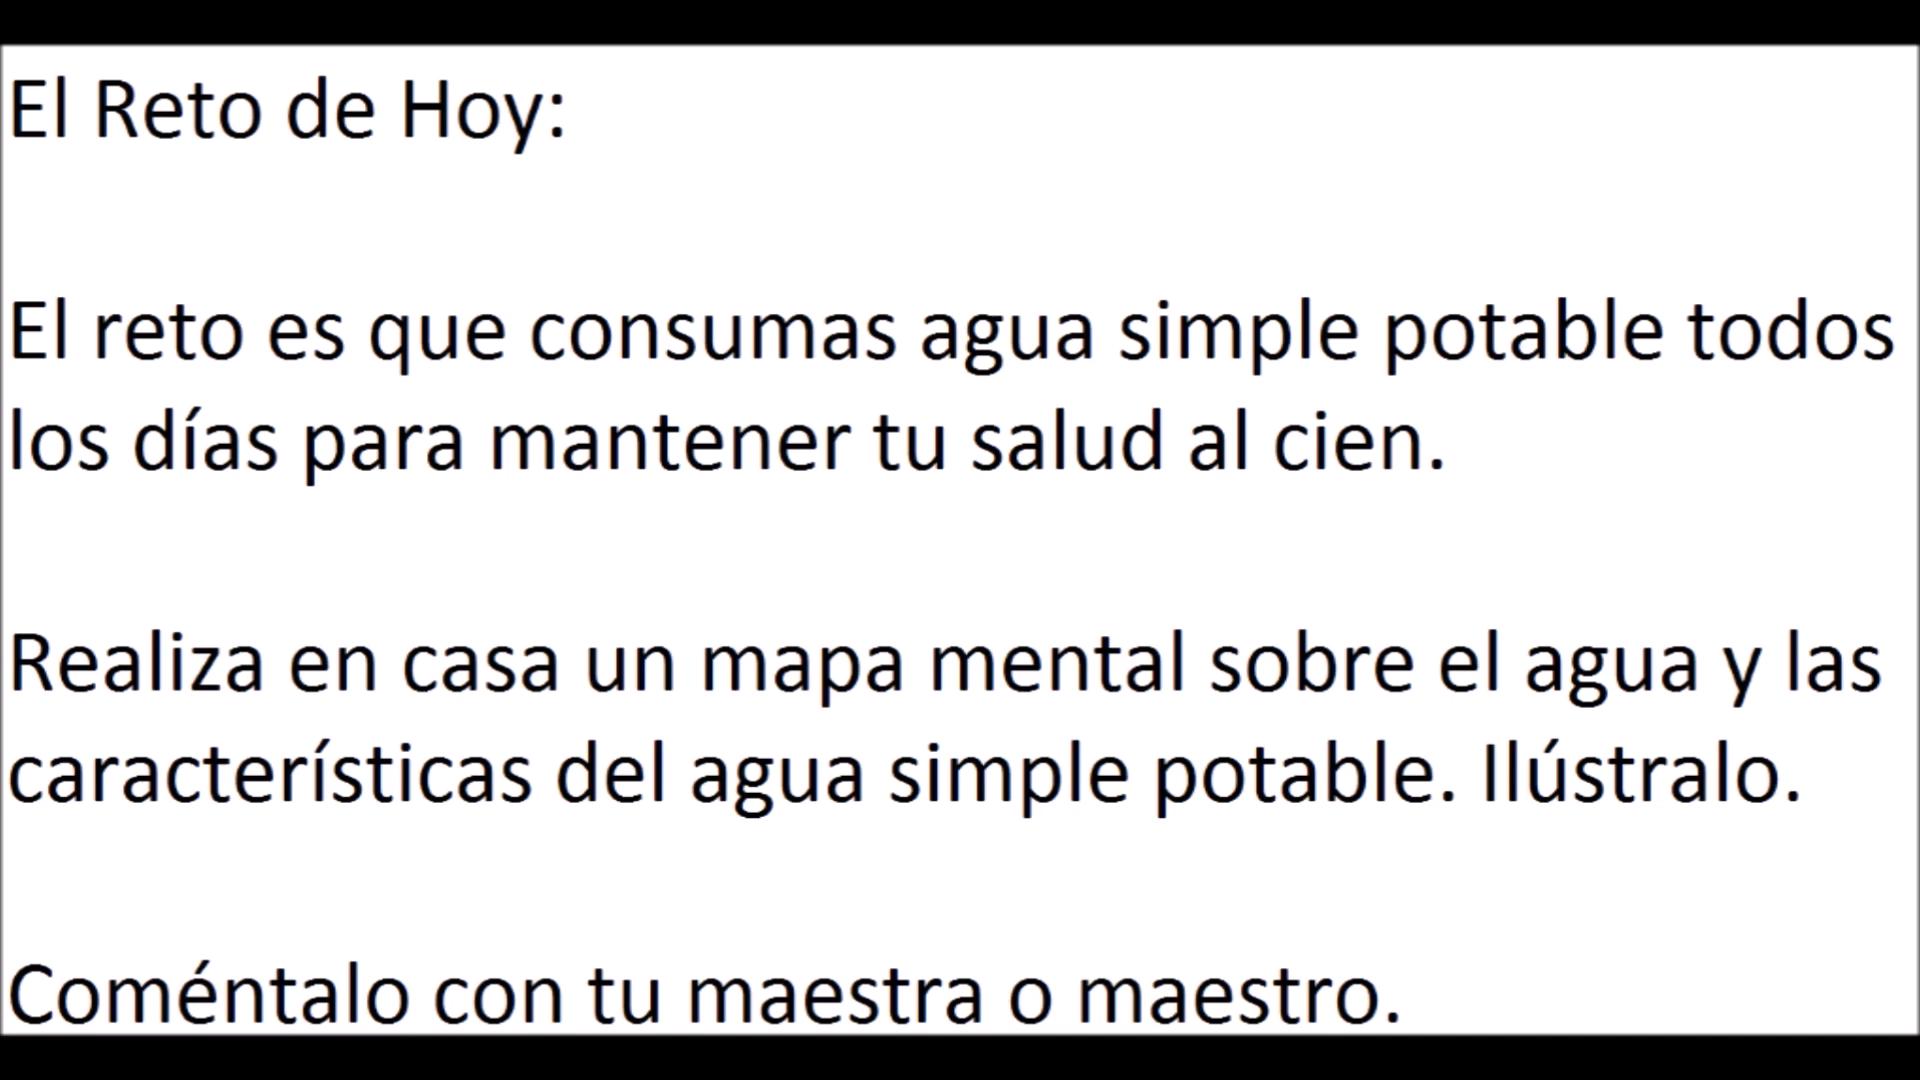 El Reto de Hoy:
El reto es que consumas agua simple potable todos
los días para mantener tu salud al cien.
Realiza en casa un mapa mental sobre el agua y las
características del agua simple potable. Ilústralo.
Coméntalo con tu maestra o maestro.